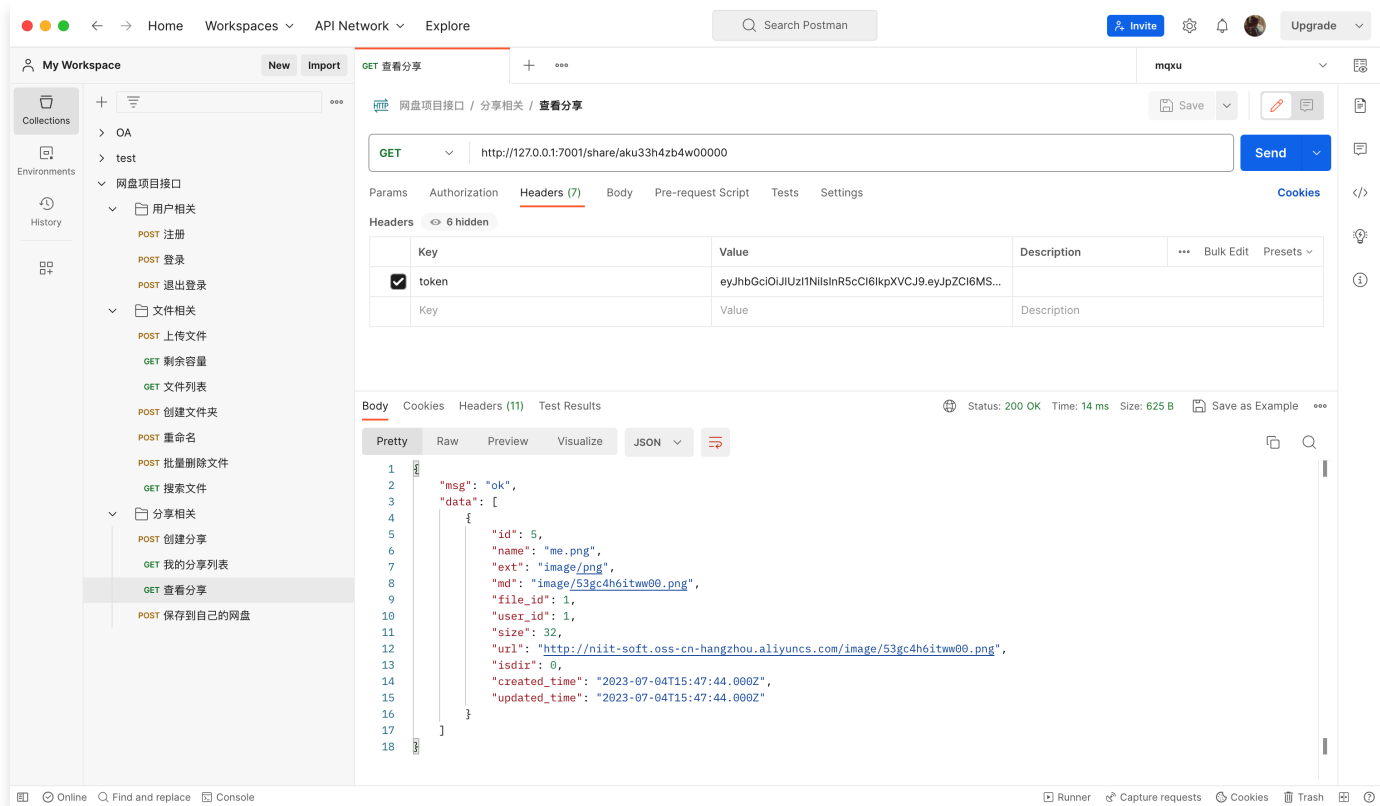 Home Workspaces API Network Explore Search Postman Invite Upgrade
My Workspace New Import GET 查看分享 mqxu
Collections
Environments
History
OA
test
网盘项目接口
用户相关
POST 注册
POST 登录
POST 退出登录
文件相关
POST 上传文件
GET 剩余容量
GET 文件列表
POST 创建文件夹
POST 重命名
POST 批量删除文件
GET 搜索文件
分享相关
POST 创建分享
GET 我的分享列表
GET 查看分享
POST 保存到自己的网盘
HTTP 网盘项目接口 / 分享相关 / 查看分享 Save
GET http://127.0.0.1:7001/share/aku33h4zb4w00000 Send
Params Authorization Headers (7) Body Pre-request Script Tests Settings Cookies
Headers 6 hidden
Key Value Description Bulk Edit Presets
token eyJhbGciOiJIUzI1NiIsInR5cCI6IkpXVCJ9.eyJpZCI6MS...
Key Value Description
Body Cookies Headers (11) Test Results Status: 200 OK Time: 14 ms Size: 625 B Save as Example
Pretty Raw Preview Visualize JSON
1 {
2 "msg": "ok",
3 "data": [
4 {
5 "id": 5,
6 "name": "me.png",
7 "ext": "image/png",
8 "md": "image/53gc4h6itww00.png",
9 "file_id": 1,
10 "user_id": 1,
11 "size": 32,
12 "url": "http://niit-soft.oss-cn-hangzhou.aliyuncs.com/image/53gc4h6itww00.png",
13 "isdir": 0,
14 "created_time": "2023-07-04T15:47:44.000Z",
15 "updated_time": "2023-07-04T15:47:44.000Z"
16 }
17 ]
18 }
Online Find and replace Console Runner Capture requests Cookies Trash